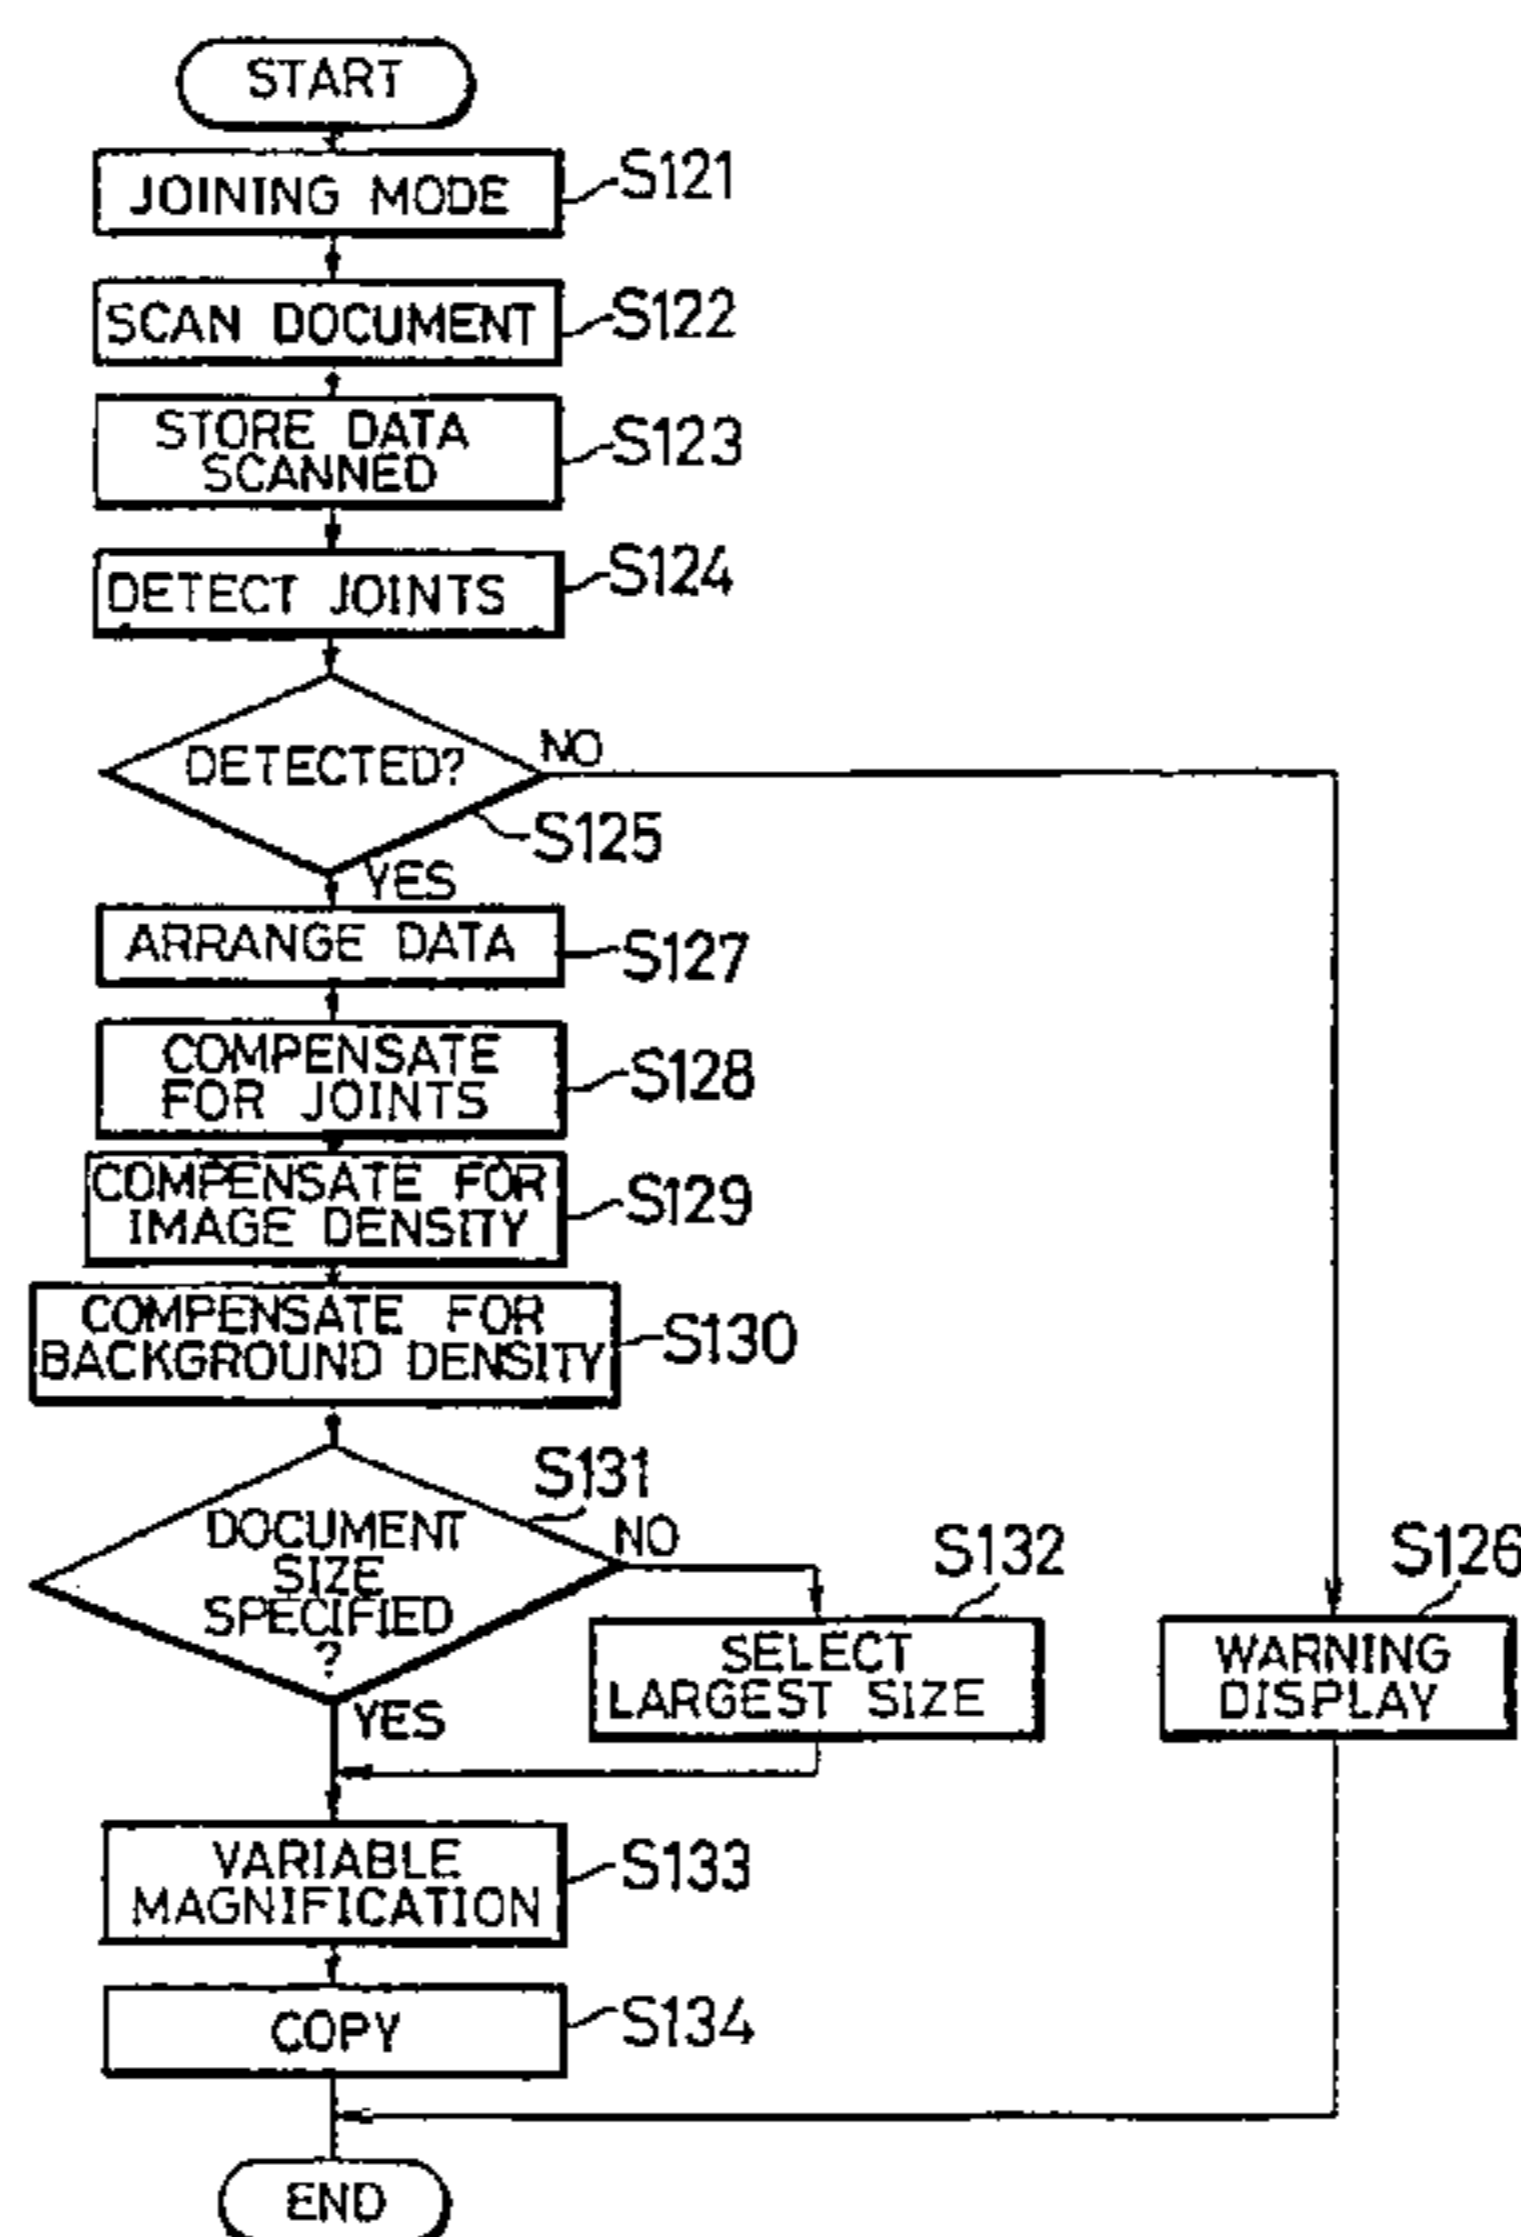 START
JOINING MODE
S121
SCAN DOCUMENT
S122
STORE DATA
SCANNED
S123
DETECT JOINTS
S124
DETECTED?
NO
S125
YES
ARRANGE DATA
S127
COMPENSATE
FOR JOINTS
S128
COMPENSATE FOR
IMAGE DENSITY
S129
COMPENSATE FOR
BACKGROUND DENSITY
S130
S131
DOCUMENT
SIZE
SPECIFIED
?
NO
YES
S132
SELECT
LARGEST SIZE
S126
WARNING
DISPLAY
VARIABLE
MAGNIFICATION
S133
COPY
S134
END